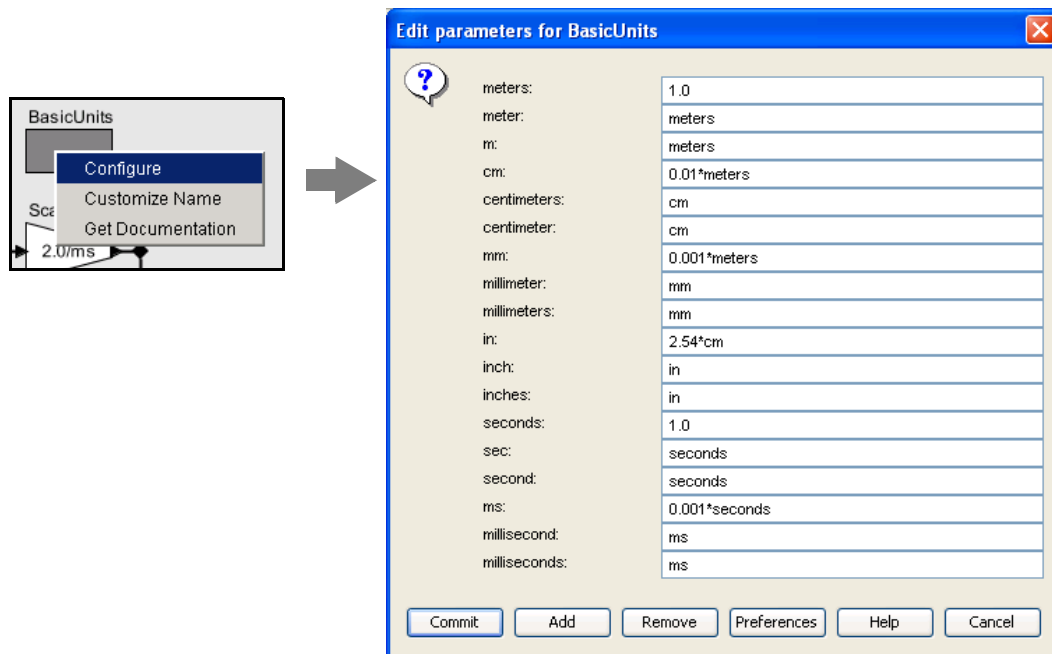 BasicUnits
Configure
Customize Name
Get Documentation
2.0/ms
Edit parameters for BasicUnits
meters: 1.0
meter: meters
m: meters
cm: 0.01*meters
centimeters: cm
centimeter: cm
mm: 0.001*meters
millimeter: mm
millimeters: mm
in: 2.54*cm
inch: in
inches: in
seconds: 1.0
sec: seconds
second: seconds
ms: 0.001*seconds
millisecond: ms
milliseconds: ms
Commit Add Remove Preferences Help Cancel